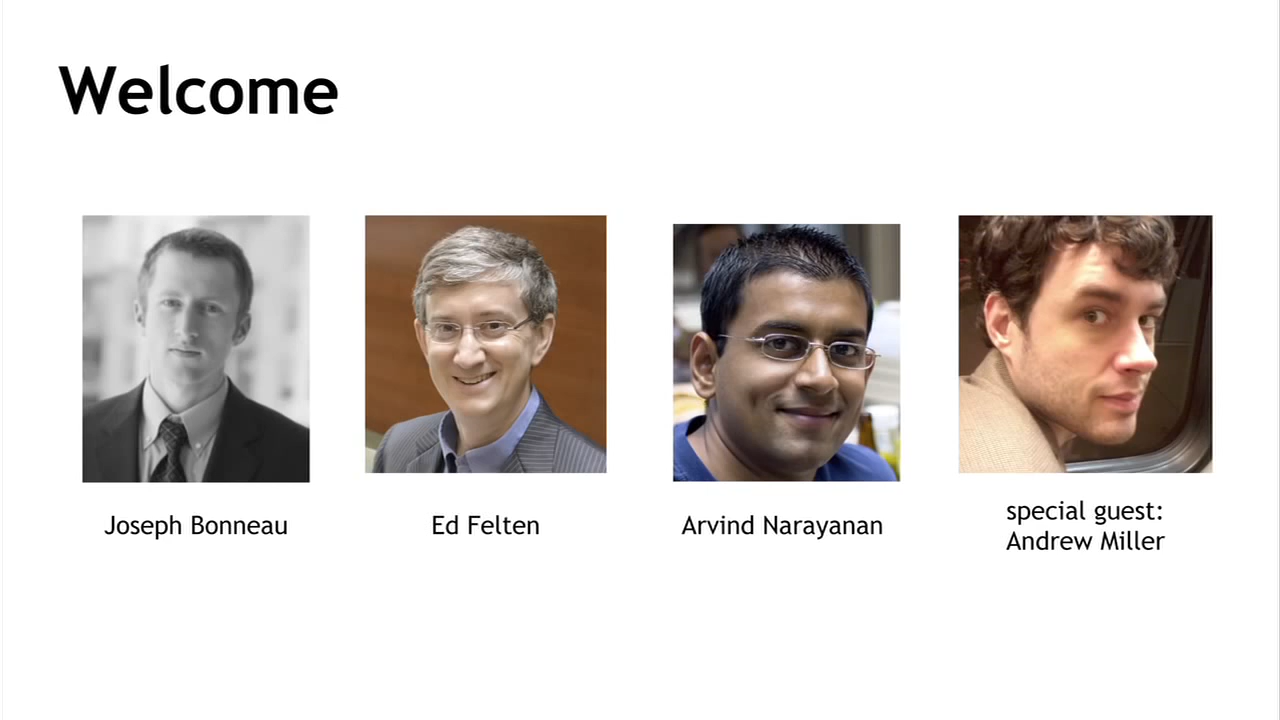 Welcome
Joseph Bonneau
Ed Felten
Arvind Narayanan
special guest:
Andrew Miller